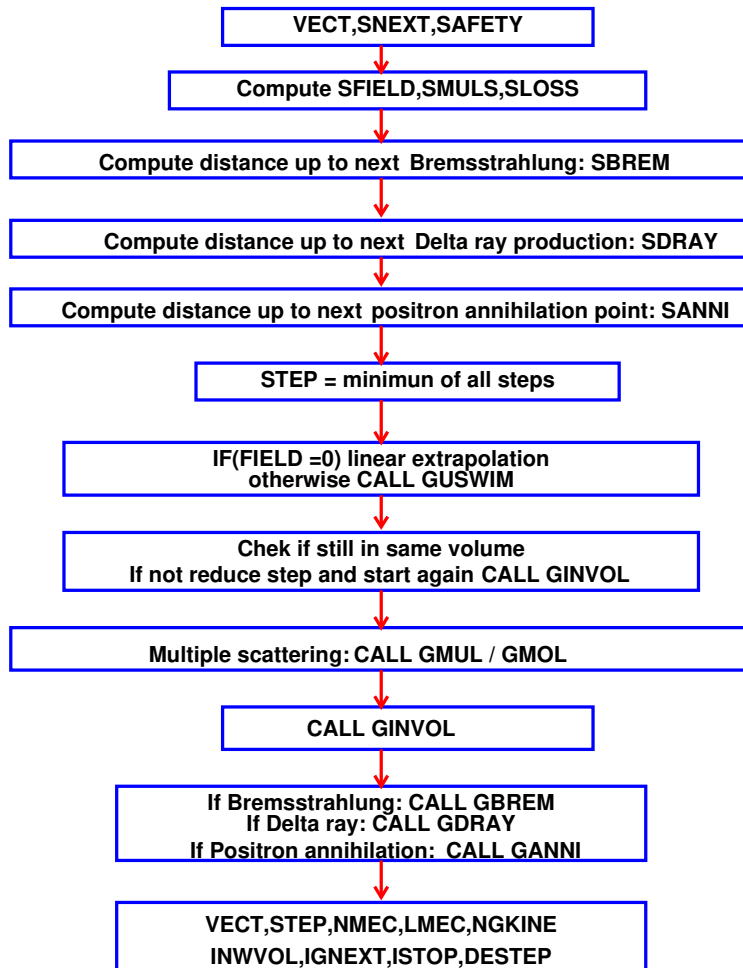 VECT,SNEXT,SAFETY
Compute SFIELD,SMULS,SLOSS
Compute distance up to next Bremsstrahlung: SBREM
Compute distance up to next Delta ray production: SDRAY
Compute distance up to next positron annihilation point: SANNI
STEP = minimun of all steps
IF(FIELD =0) linear extrapolation
otherwise CALL GUSWIM
Chek if still in same volume
If not reduce step and start again CALL GINVOL
Multiple scattering: CALL GMUL / GMOL
CALL GINVOL
If Bremsstrahlung: CALL GBREM
If Delta ray: CALL GDRAY
If Positron annihilation: CALL GANNI
VECT,STEP,NMEC,LMEC,NGKINE
INWVOL,IGNEXT,ISTOP,DESTEP